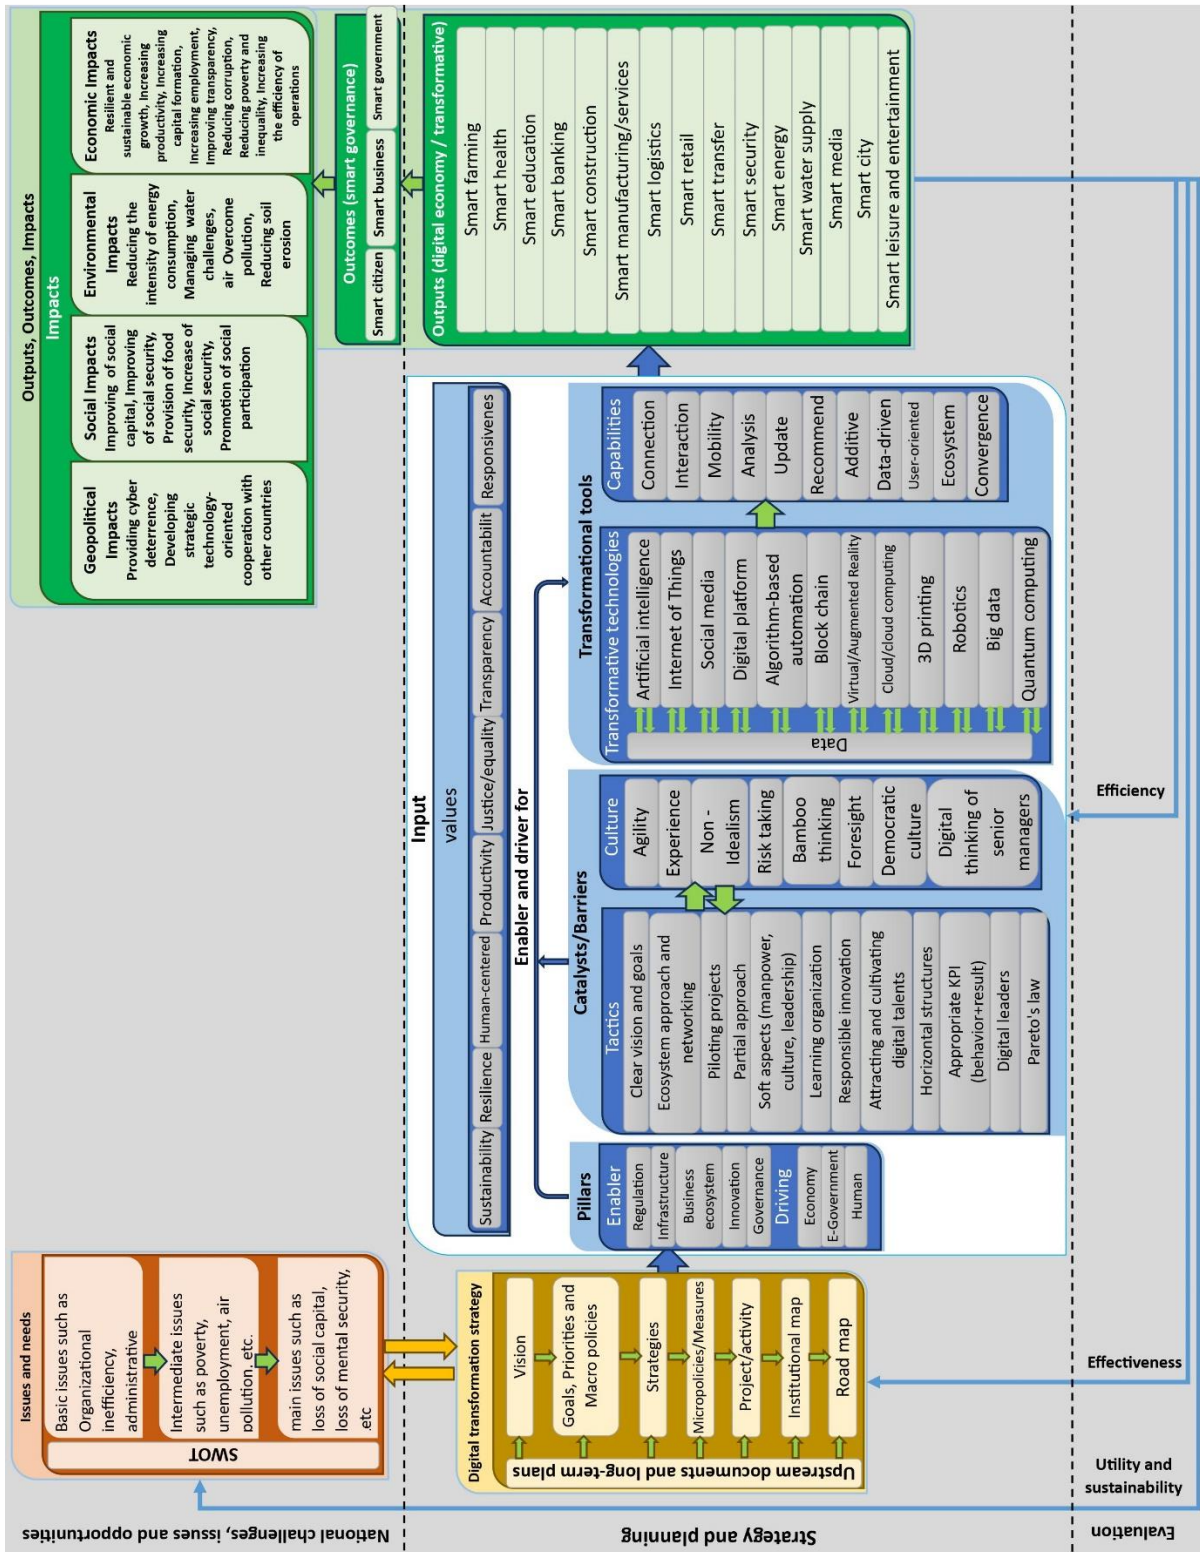 National challenges, issues and opportunities
Issues and needs
SWOT
Basic issues such as
Organizational
inefficiency,
administrative
Intermediate issues
such as poverty,
unemployment, air
pollution. etc.
main issues such as
loss of social capital,
loss of mental security,
.etc
Outputs, Outcomes, Impacts
Impacts
Geopolitical
Impacts
Providing cyber
deterrence,
Developing
strategic
technology-
oriented
cooperation with
other countries
Social Impacts
Improving of social
capital, Improving
of social security,
Provision of food
security, Increase of
social security,
Promotion of social
participation
Environmental
Impacts
Reducing the
intensity of energy
consumption,
Managing water
challenges,
air Overcome
pollution,
Reducing soil
erosion
Economic Impacts
Resilient and
sustainable economic
growth, Increasing
productivity, Increasing
capital formation,
Increasing employment,
Improving transparency,
Reducing corruption,
Reducing poverty and
inequality, Increasing
the efficiency of
operations
Outcomes (smart governance)
Smart citizen
Smart business
Smart government
Strategy and planning
Digital transformation strategy
Upstream documents and long-term plans
Vision
Goals, Priorities and
Macro policies
Strategies
Micropolicies/Measures
Project/activity
Institutional map
Road map
Input
values
Sustainability
Resilience
Human-centered
Productivity
Justice/equality
Transparency
Accountabilit
Responsivenes
Enabler and driver for
Pillars
Enabler
Regulation
Infrastructure
Business
ecosystem
Innovation
Governance
Driving
Economy
E-Government
Human
Catalysts/Barriers
Tactics
Clear vision and goals
Ecosystem approach and
networking
Piloting projects
Partial approach
Soft aspects (manpower,
culture, leadership)
Learning organization
Responsible innovation
Attracting and cultivating
digital talents
Horizontal structures
Appropriate KPI
(behavior+result)
Digital leaders
Pareto's law
Culture
Agility
Experience
Non -
Idealism
Risk taking
Bamboo
thinking
Foresight
Democratic
culture
Digital
thinking of
senior
managers
Transformational tools
Transformative technologies
Data
Artificial intelligence
Internet of Things
Social media
Digital platform
Algorithm-based
automation
Block chain
Virtual/Augmented Reality
Cloud/cloud computing
3D printing
Robotics
Big data
Quantum computing
Capabilities
Connection
Interaction
Mobility
Analysis
Update
Recommend
Additive
Data-driven
User-oriented
Ecosystem
Convergence
Outputs (digital economy / transformative)
Smart farming
Smart health
Smart education
Smart banking
Smart construction
Smart manufacturing/services
Smart logistics
Smart retail
Smart transfer
Smart security
Smart energy
Smart water supply
Smart media
Smart city
Smart leisure and entertainment
Evaluation
Utility and
sustainability
Effectiveness
Efficiency